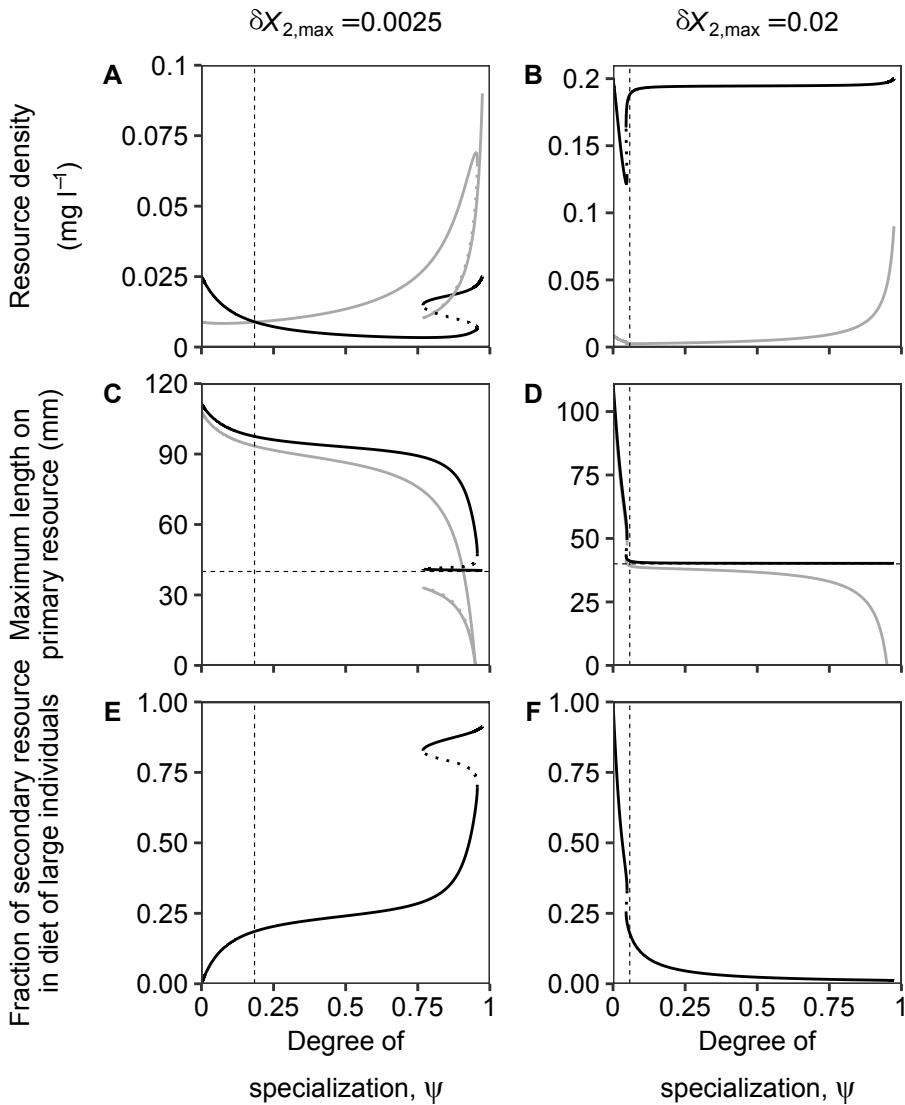 δX2,max =0.0025
δX2,max =0.02
A
Resource density
(mg l⁻¹)
0.1
0.075
0.05
0.025
0
B
0.2
0.15
0.1
0.05
0
C
Maximum length on
primary resource (mm)
120
90
60
30
0
D
100
75
50
25
0
E
Fraction of secondary resource
in diet of large individuals
1.00
0.75
0.50
0.25
0.00
0
0.25
0.5
0.75
1
Degree of
specialization, ψ
F
1.00
0.75
0.50
0.25
0.00
0
0.25
0.5
0.75
1
Degree of
specialization, ψ